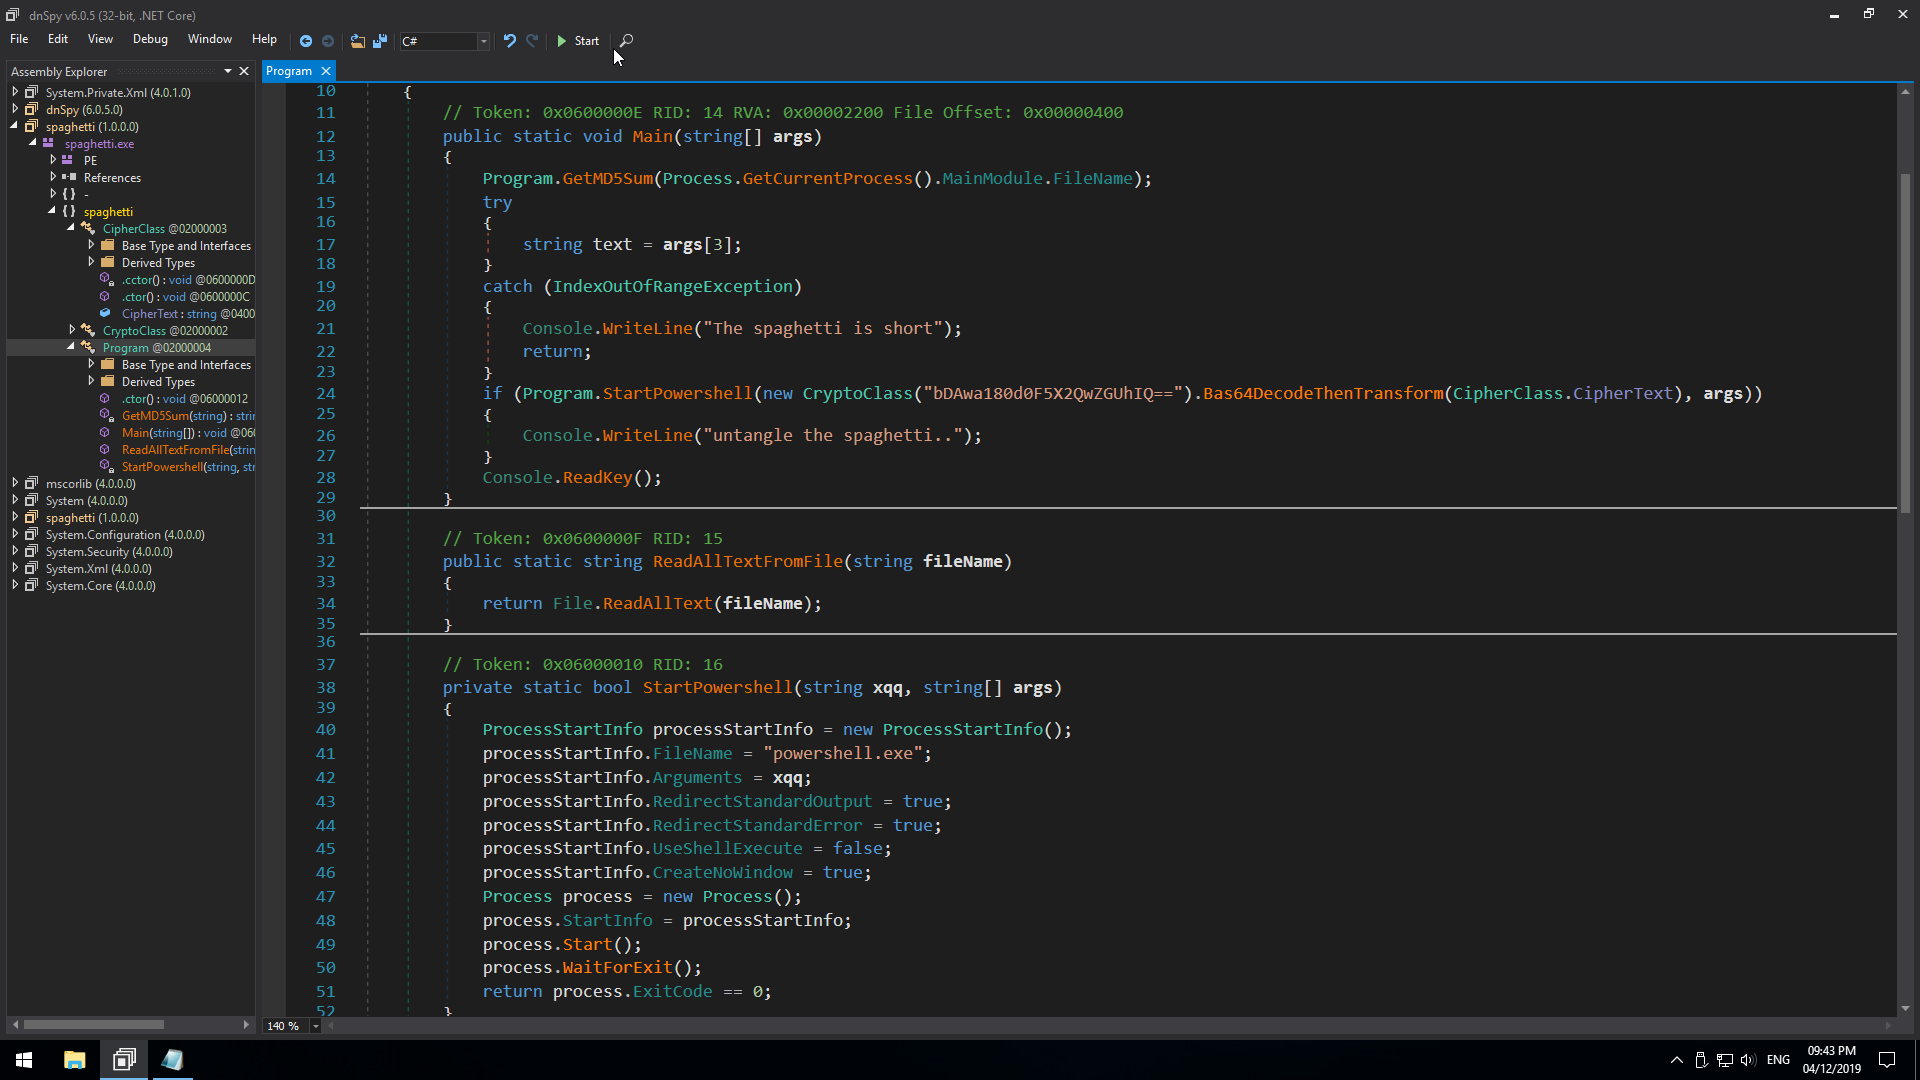 dnSpy v6.0.5 (32-bit, .NET Core)
File Edit View Debug Window Help C# Start
Assembly Explorer
System.Private.Xml (4.0.1.0)
dnSpy (6.0.5.0)
spaghetti (1.0.0.0)
spaghetti.exe
PE
References
{ } -
{ } spaghetti
CipherClass @02000003
Base Type and Interfaces
Derived Types
.cctor() : void @0600000D
.ctor() : void @0600000C
CipherText : string @0400
CryptoClass @02000002
Program @02000004
Base Type and Interfaces
Derived Types
.ctor() : void @06000012
GetMD5Sum(string) : strin
Main(string[]) : void @060
ReadAllTextFromFile(strin
StartPowershell(string, str
mscorlib (4.0.0.0)
System (4.0.0.0)
spaghetti (1.0.0.0)
System.Configuration (4.0.0.0)
System.Security (4.0.0.0)
System.Xml (4.0.0.0)
System.Core (4.0.0.0)
Program
10 {
11 // Token: 0x0600000E RID: 14 RVA: 0x00002200 File Offset: 0x00000400
12 public static void Main(string[] args)
13 {
14 Program.GetMD5Sum(Process.GetCurrentProcess().MainModule.FileName);
15 try
16 {
17 string text = args[3];
18 }
19 catch (IndexOutOfRangeException)
20 {
21 Console.WriteLine("The spaghetti is short");
22 return;
23 }
24 if (Program.StartPowershell(new CryptoClass("bDAwa180d0F5X2QwZGUhIQ==").Bas64DecodeThenTransform(CipherClass.CipherText), args))
25 {
26 Console.WriteLine("untangle the spaghetti..");
27 }
28 Console.ReadKey();
29 }
30
31 // Token: 0x0600000F RID: 15
32 public static string ReadAllTextFromFile(string fileName)
33 {
34 return File.ReadAllText(fileName);
35 }
36
37 // Token: 0x06000010 RID: 16
38 private static bool StartPowershell(string xqq, string[] args)
39 {
40 ProcessStartInfo processStartInfo = new ProcessStartInfo();
41 processStartInfo.FileName = "powershell.exe";
42 processStartInfo.Arguments = xqq;
43 processStartInfo.RedirectStandardOutput = true;
44 processStartInfo.RedirectStandardError = true;
45 processStartInfo.UseShellExecute = false;
46 processStartInfo.CreateNoWindow = true;
47 Process process = new Process();
48 process.StartInfo = processStartInfo;
49 process.Start();
50 process.WaitForExit();
51 return process.ExitCode == 0;
52 }
140 %
ENG
09:43 PM
04/12/2019